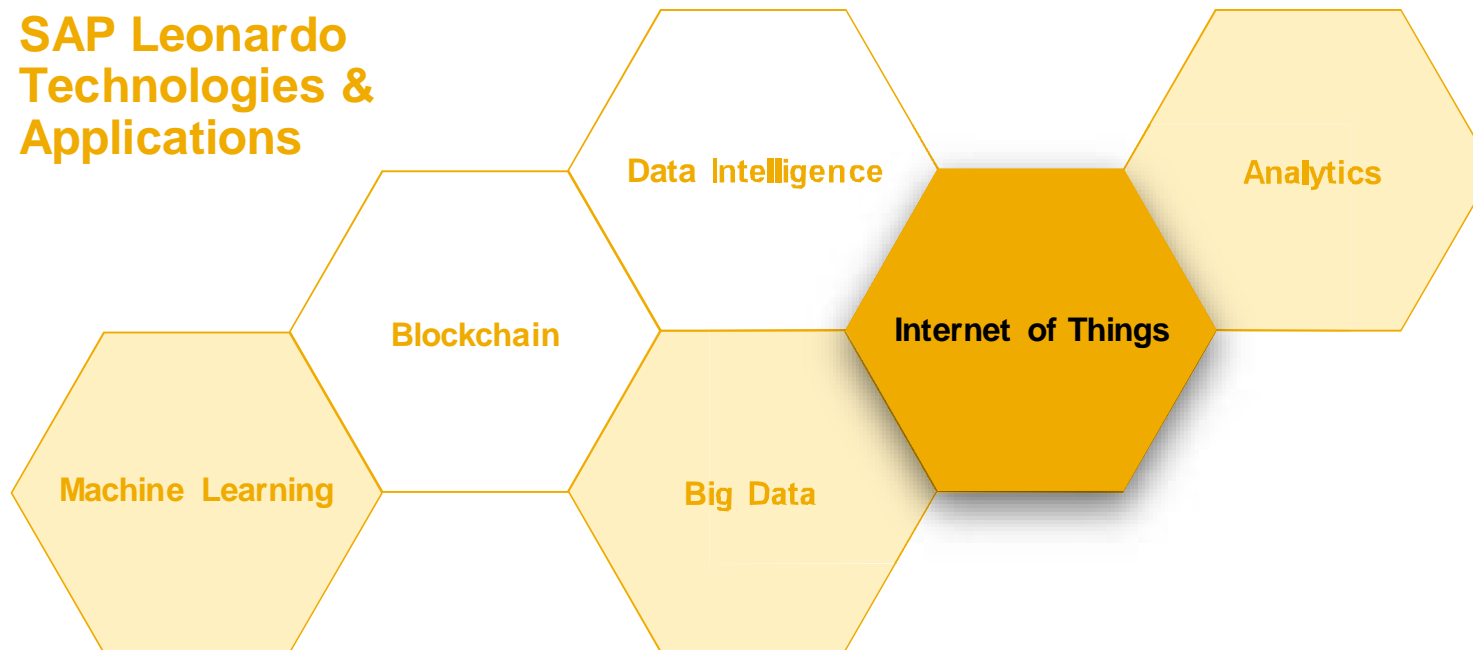 SAP Leonardo
Technologies &
Applications
Data Intelligence
Analytics
Blockchain
Internet of Things
Machine Learning
Big Data